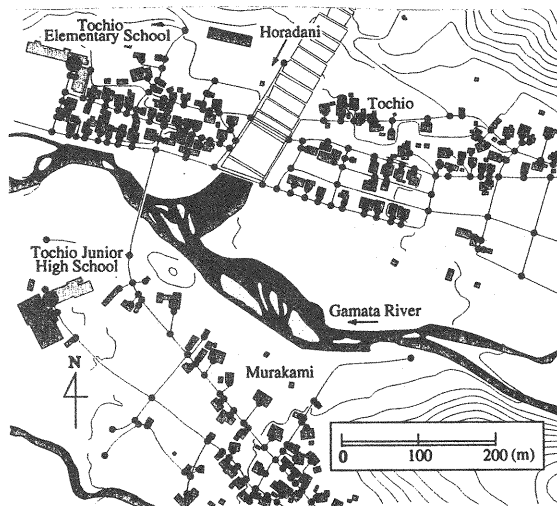 Tochio
Elementary School
Horadani
Tochio
Tochio Junior
High School
Gamata River
N
Murakami
0 100 200 (m)